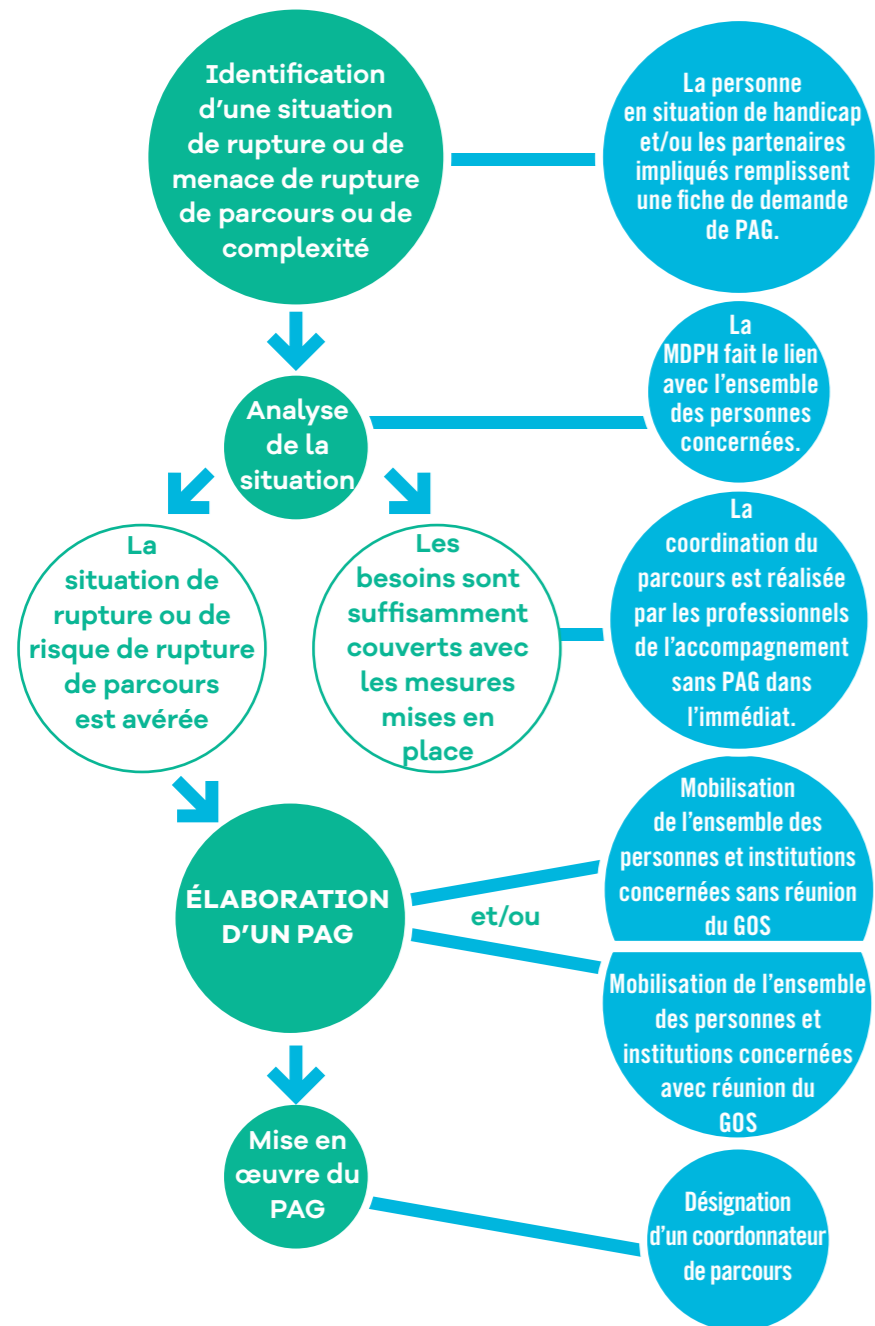 Identification
d'une situation
de rupture ou de
menace de rupture
de parcours ou de
complexité
La personne
en situation de handicap
et/ou les partenaires
impliqués remplissent
une fiche de demande
de PAG.
Analyse
de la
situation
La
MDPH fait le lien
avec l'ensemble
des personnes
concernées.
La
situation de
rupture ou de
risque de rupture
de parcours
est avérée
Les
besoins sont
suffisamment
couverts avec
les mesures
mises en
place
La
coordination du
parcours est réalisée
par les professionnels
de l'accompagnement
sans PAG dans
l'immédiat.
ÉLABORATION
D'UN PAG
et/ou
Mobilisation
de l'ensemble des
personnes et institutions
concernées sans réunion
du GOS
Mobilisation de l'ensemble
des personnes et
institutions concernées
avec réunion du
GOS
Mise en
œuvre du
PAG
Désignation
d'un coordonnateur
de parcours